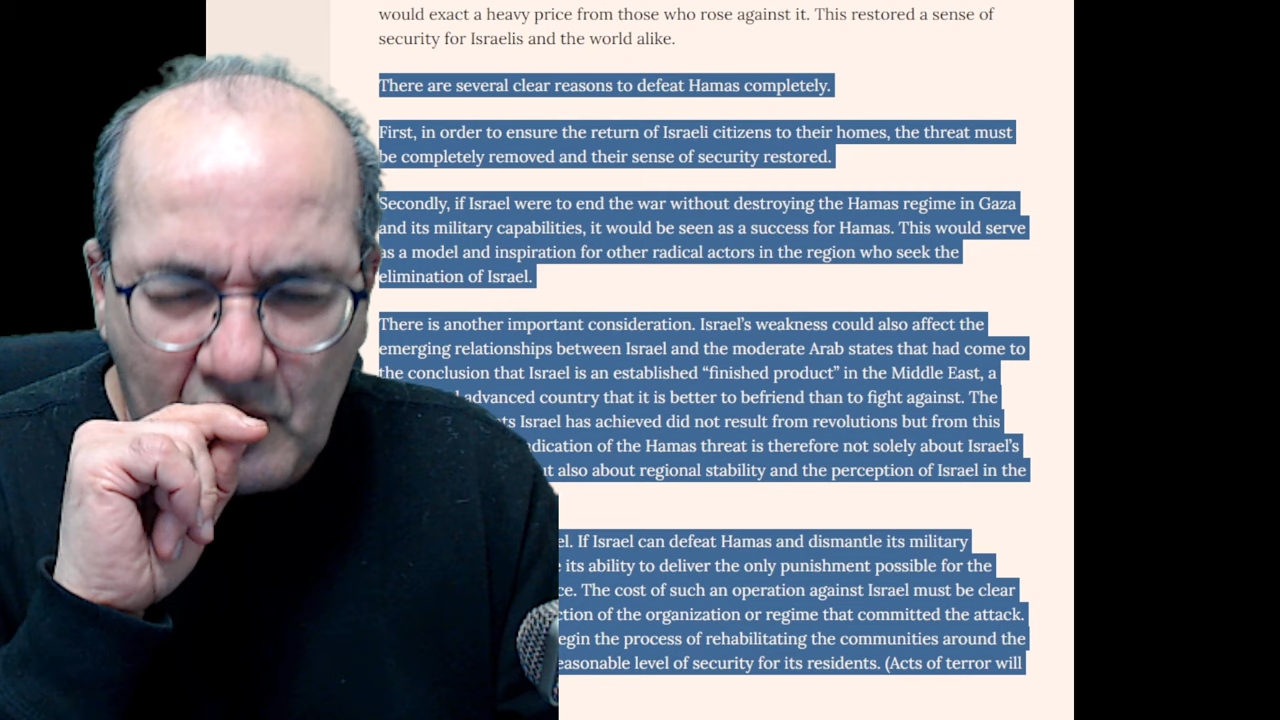 would exact a heavy price from those who rose against it. This restored a sense of
security for Israelis and the world alike.
There are several clear reasons to defeat Hamas completely.
First, in order to ensure the return of Israeli citizens to their homes, the threat must
be completely removed and their sense of security restored.
Secondly, if Israel were to end the war without destroying the Hamas regime in Gaza
and its military capabilities, it would be seen as a success for Hamas. This would serve
as a model and inspiration for other radical actors in the region who seek the
elimination of Israel.
There is another important consideration. Israel’s weakness could also affect the
emerging relationships between Israel and the moderate Arab states that had come to
the conclusion that Israel is an established “finished product” in the Middle East, a
advanced country that it is better to befriend than to fight against. The
Israel has achieved did not result from revolutions but from this
of the Hamas threat is therefore not solely about Israel’s
also about regional stability and the perception of Israel in the
If Israel can defeat Hamas and dismantle its military
its ability to deliver the only punishment possible for the
The cost of such an operation against Israel must be clear
of the organization or regime that committed the attack.
the process of rehabilitating the communities around the
level of security for its residents. (Acts of terror will